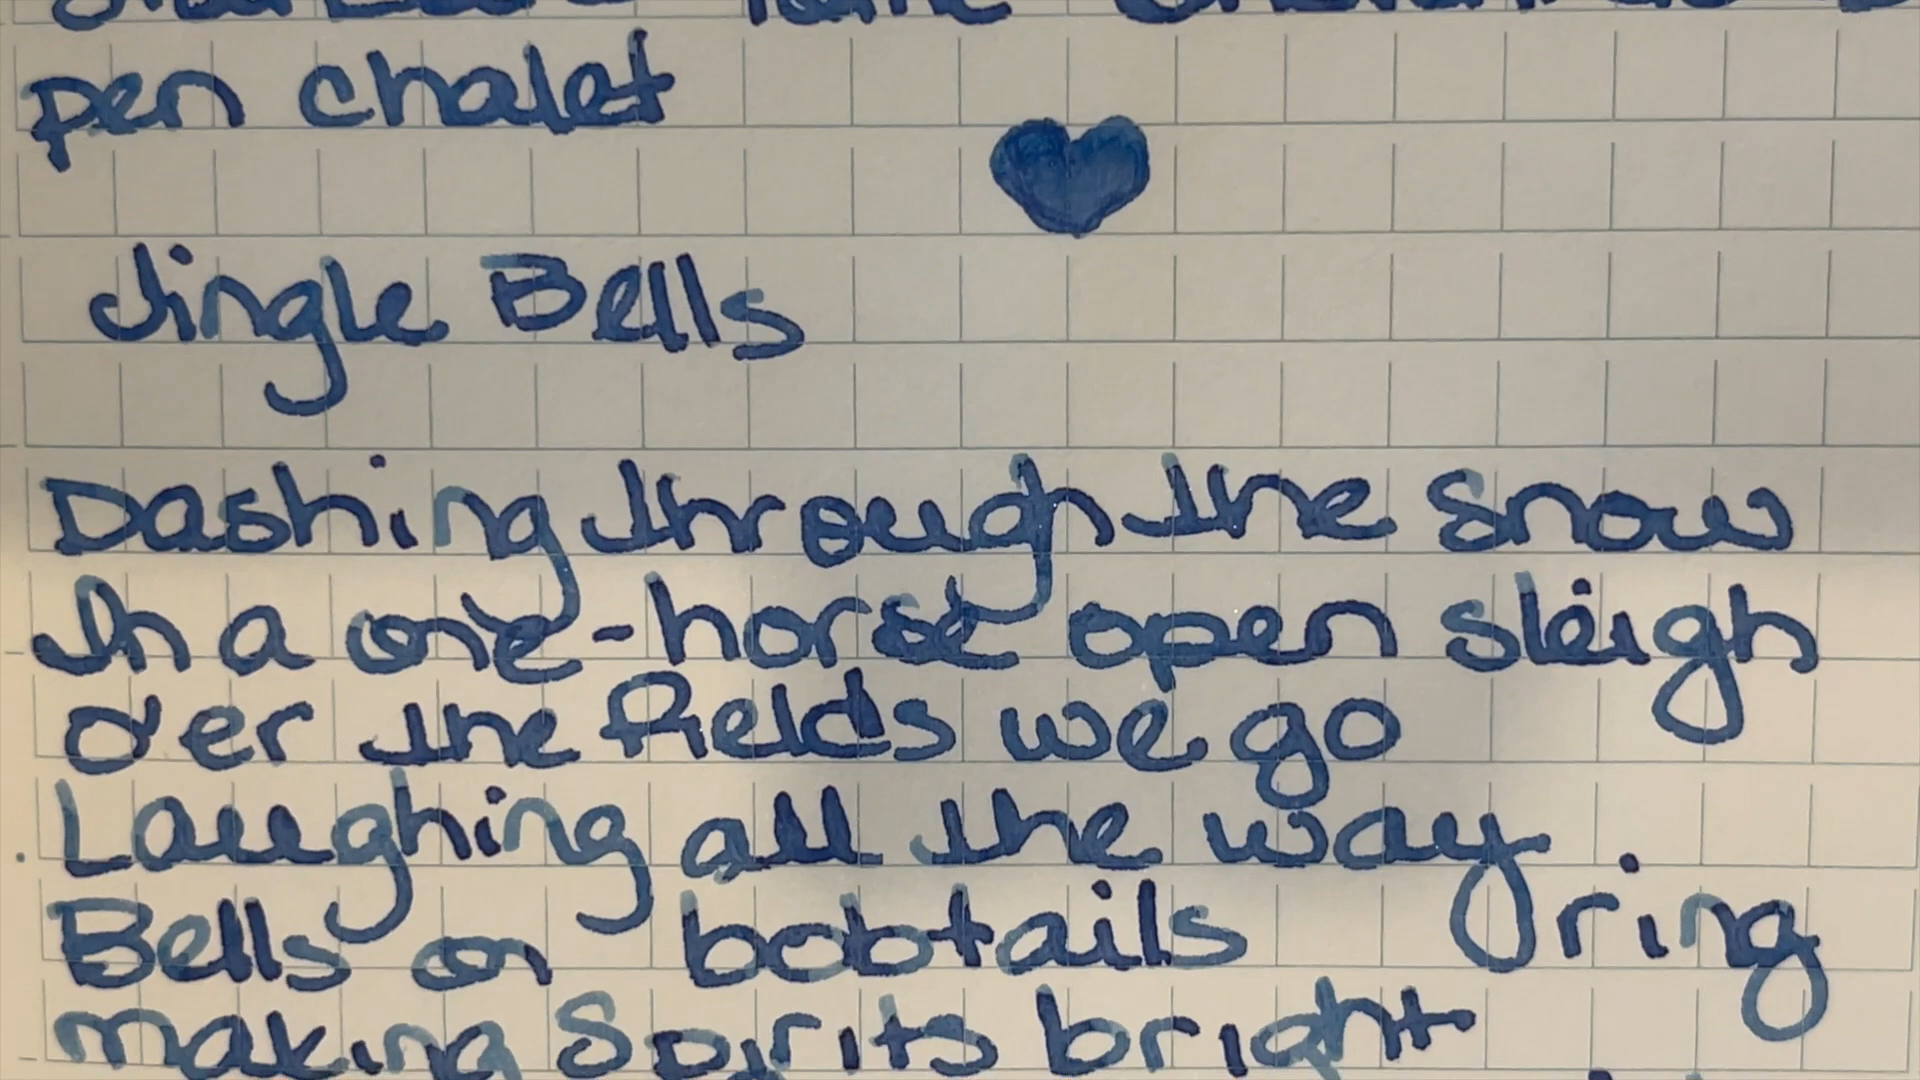 pen chalet
Jingle Bells
Dashing through the snow
In a one-horse open sleigh
o'er the fields we go
Laughing all the way
Bells on bobtails ring
making Spirits bright